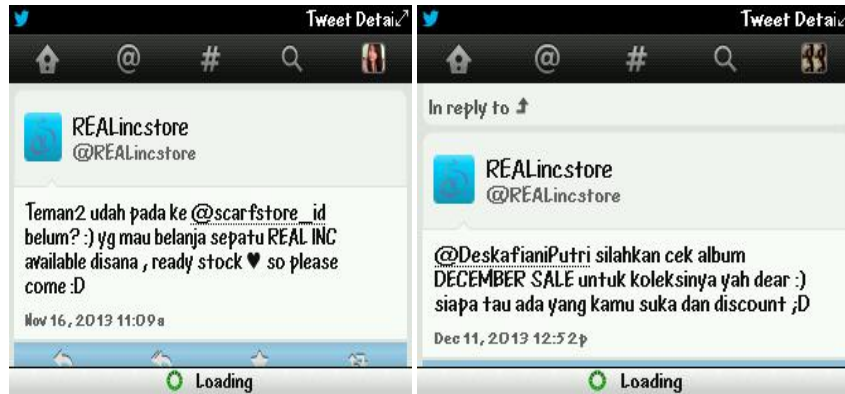 Tweet Detai
@
#
REALincstore
@REALincstore
Teman2 udah pada ke @scarfstore_id
belum? :) yg mau belanja sepatu REAL INC
available disana , ready stock ♥ so please
come :D
Nov 16, 2013 11:09a
Loading
Tweet Detai
@
#
In reply to
REALincstore
@REALincstore
@DeskafianiPutri silahkan cek album
DECEMBER SALE untuk koleksinya yah dear :)
siapa tau ada yang kamu suka dan discount ;D
Dec 11, 2013 12:52p
Loading